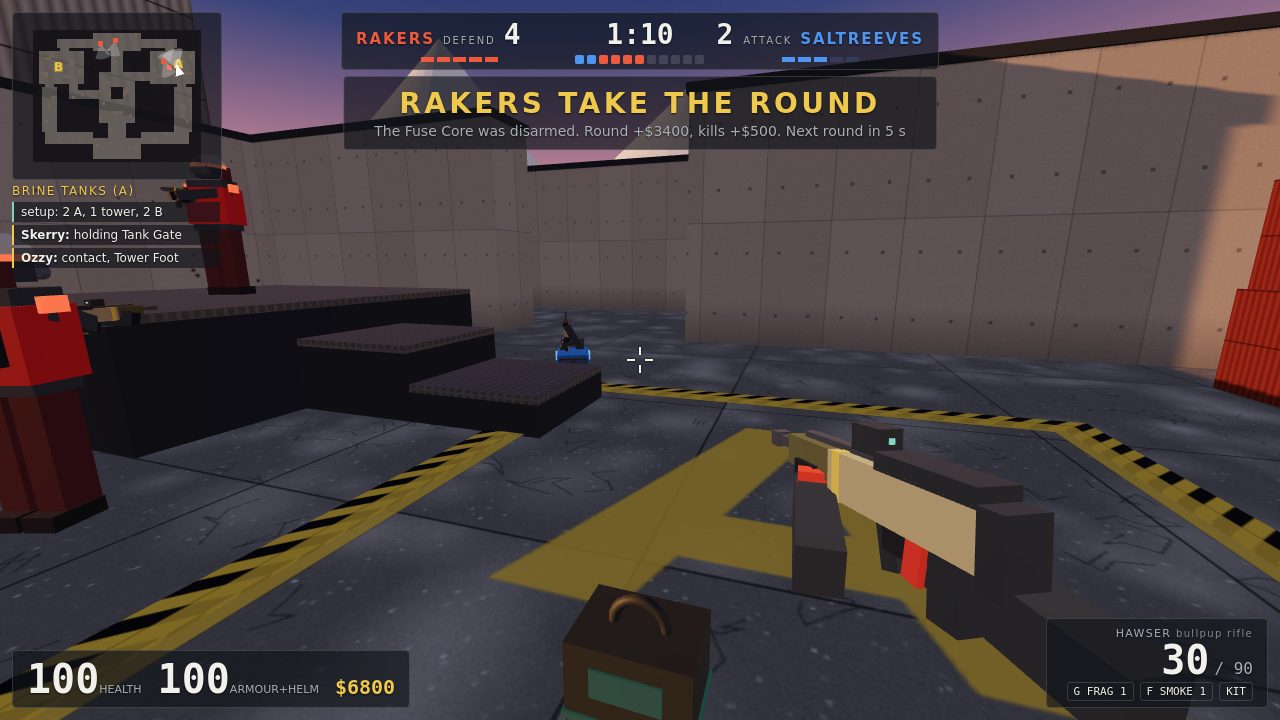 RAKERS DEFEND 4 1:10 2 ATTACK SALTREEVES
RAKERS TAKE THE ROUND
The Fuse Core was disarmed. Round +$3400, kills +$500. Next round in 5 s
B
A
BRINE TANKS (A)
setup: 2 A, 1 tower, 2 B
Skerry: holding Tank Gate
Ozzy: contact, Tower Foot
A
100 HEALTH 100 ARMOUR+HELM $6800
HAWSER bullpup rifle
30 / 90
G FRAG 1 F SMOKE 1 KIT